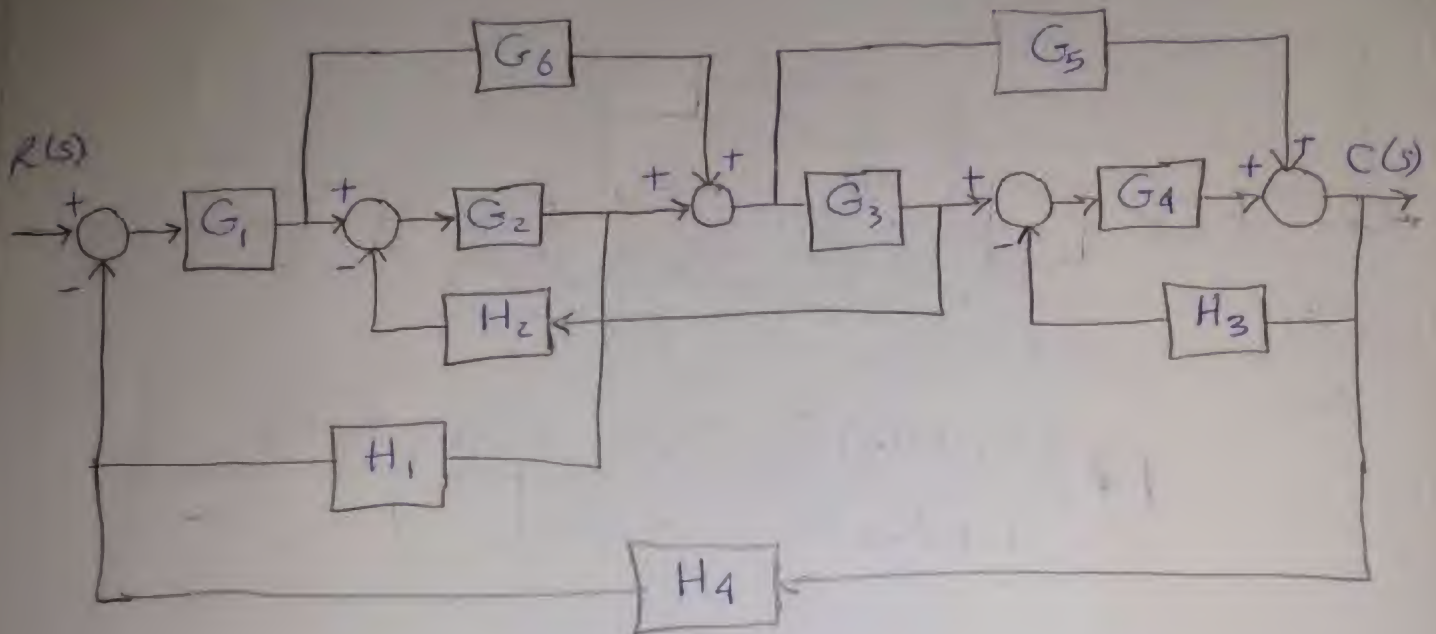 G6
G5
R(s)
+
+
+
+
+
+
+
C(s)
G1
G2
G3
G4
-
-
-
H2
H3
H1
H4